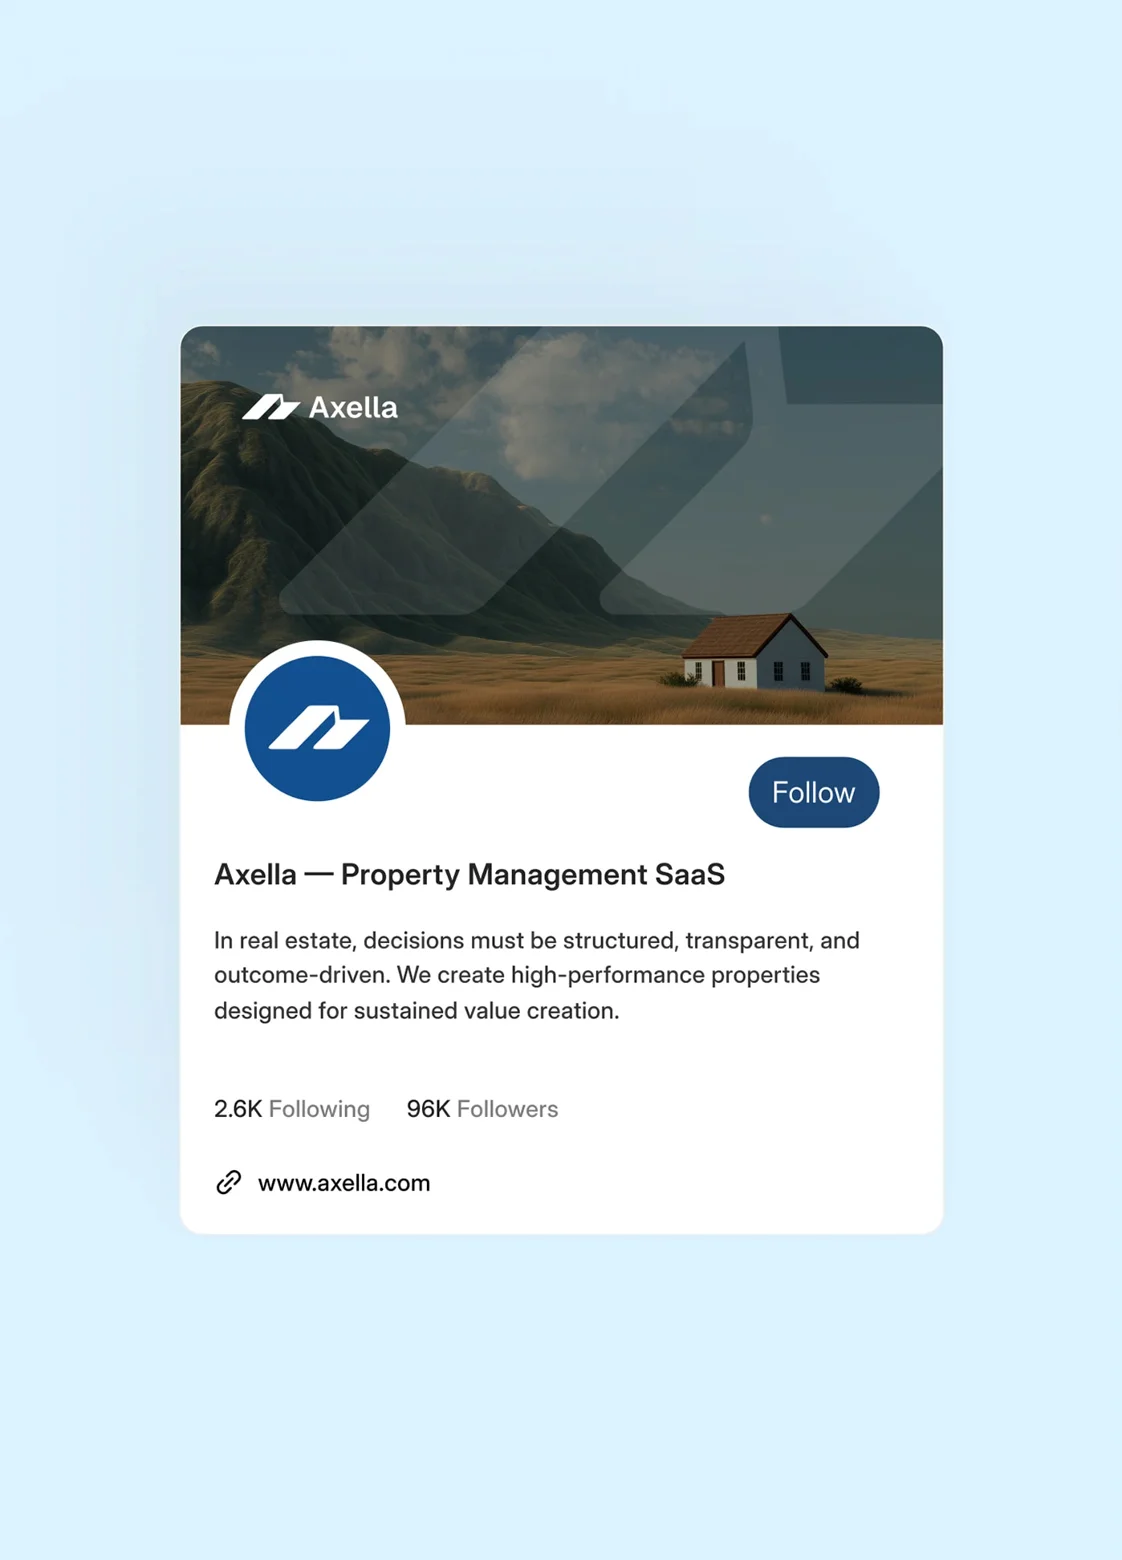 Axella
Follow
Axella — Property Management SaaS
In real estate, decisions must be structured, transparent, and
outcome-driven. We create high-performance properties
designed for sustained value creation.
2.6K Following 96K Followers
www.axella.com